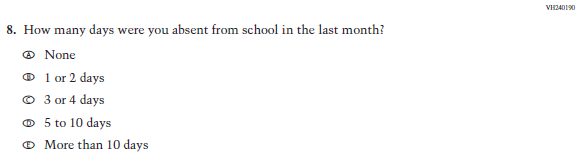 VH240190
8. How many days were you absent from school in the last month?
Ⓐ None
Ⓑ 1 or 2 days
Ⓒ 3 or 4 days
Ⓓ 5 to 10 days
Ⓔ More than 10 days